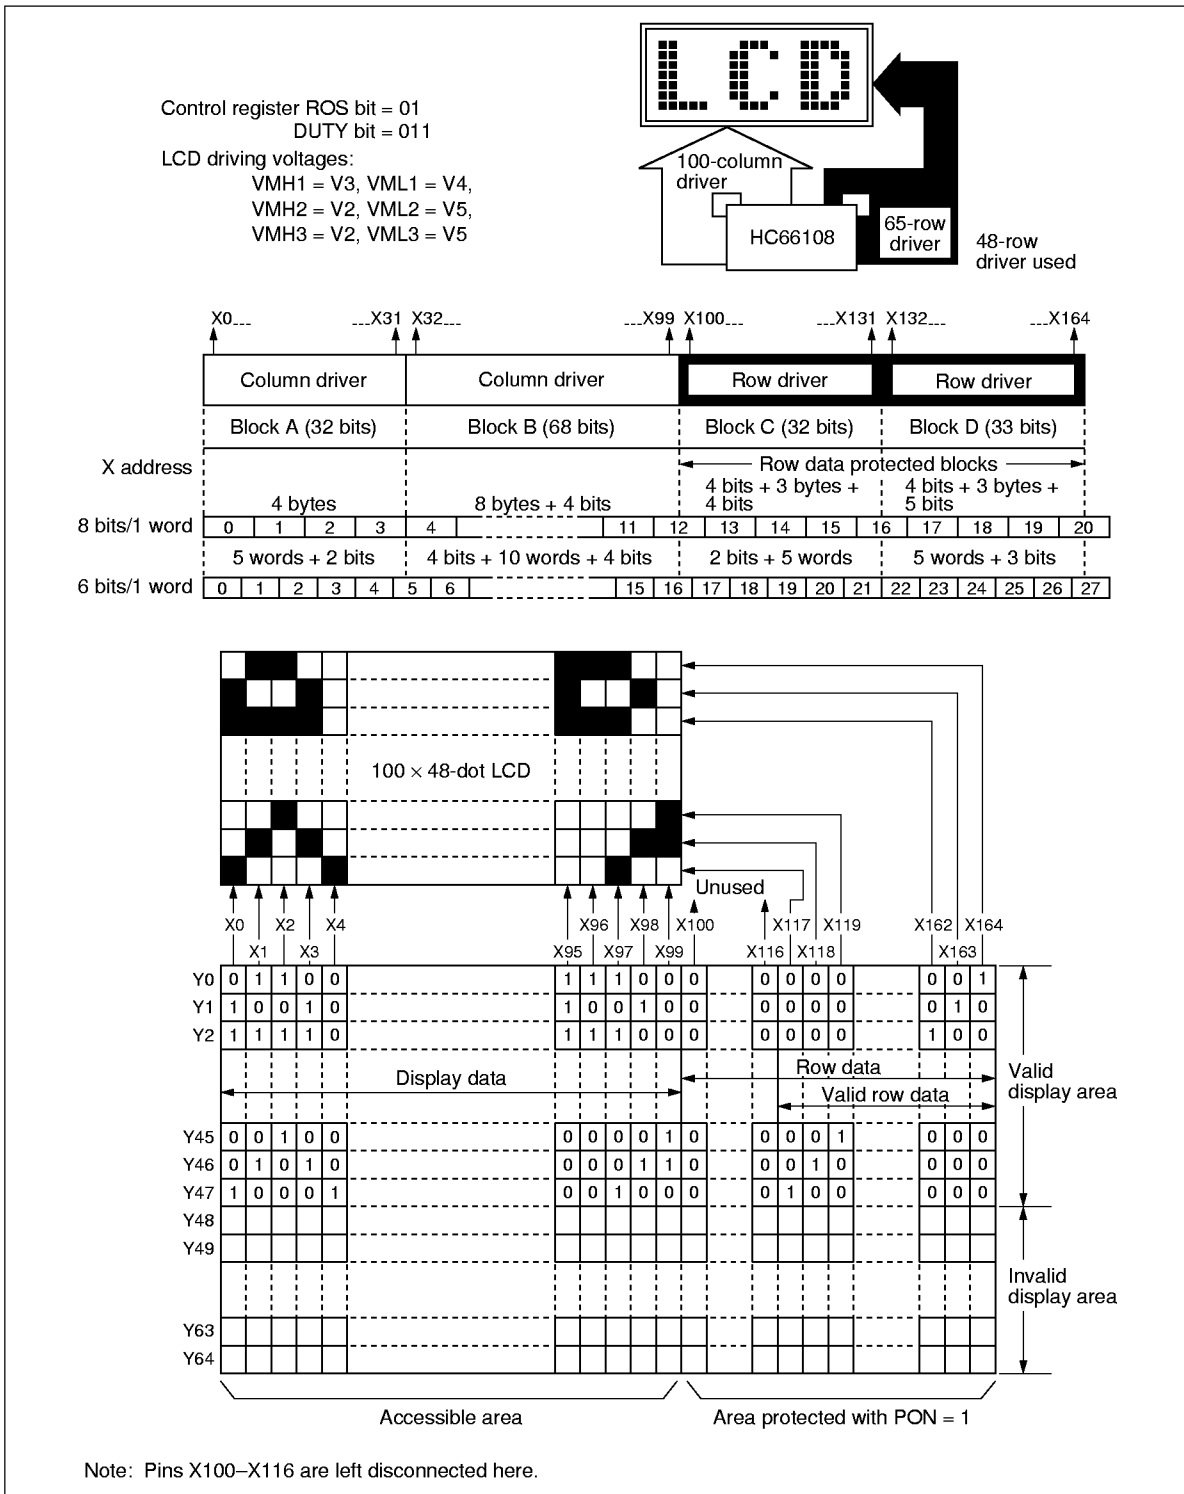 Control register ROS bit = 01
DUTY bit = 011
LCD driving voltages:
VMH1 = V3, VML1 = V4,
VMH2 = V2, VML2 = V5,
VMH3 = V2, VML3 = V5
LCD
100-column
driver
HC66108
65-row
driver
48-row
driver used
X0--- ---X31 X32--- ---X99 X100--- ---X131 X132--- ---X164
Column driver Column driver Row driver Row driver
Block A (32 bits) Block B (68 bits) Block C (32 bits) Block D (33 bits)
X address
Row data protected blocks
4 bytes 8 bytes + 4 bits 4 bits + 3 bytes + 4 bits 4 bits + 3 bytes + 5 bits
8 bits/1 word 0 1 2 3 4 11 12 13 14 15 16 17 18 19 20
5 words + 2 bits 4 bits + 10 words + 4 bits 2 bits + 5 words 5 words + 3 bits
6 bits/1 word 0 1 2 3 4 5 6 15 16 17 18 19 20 21 22 23 24 25 26 27
100 × 48-dot LCD
Unused
X0 X2 X4 X96 X98 X100 X117 X119 X162 X164
X1 X3 X95 X97 X99 X116 X118 X163
Y0 0 1 1 0 0 1 1 1 0 0 0 0 0 0 0 0 0 1
Y1 1 0 0 1 0 1 0 0 1 0 0 0 0 0 0 0 1 0
Y2 1 1 1 1 0 1 1 1 0 0 0 0 0 0 0 1 0 0
Row data
Display data
Valid row data
Valid
display area
Y45 0 0 1 0 0 0 0 0 0 1 0 0 0 0 1 0 0 0
Y46 0 1 0 1 0 0 0 0 1 1 0 0 0 1 0 0 0 0
Y47 1 0 0 0 1 0 0 1 0 0 0 0 1 0 0 0 0 0
Y48
Y49
Invalid
display area
Y63
Y64
Accessible area Area protected with PON = 1
Note: Pins X100–X116 are left disconnected here.